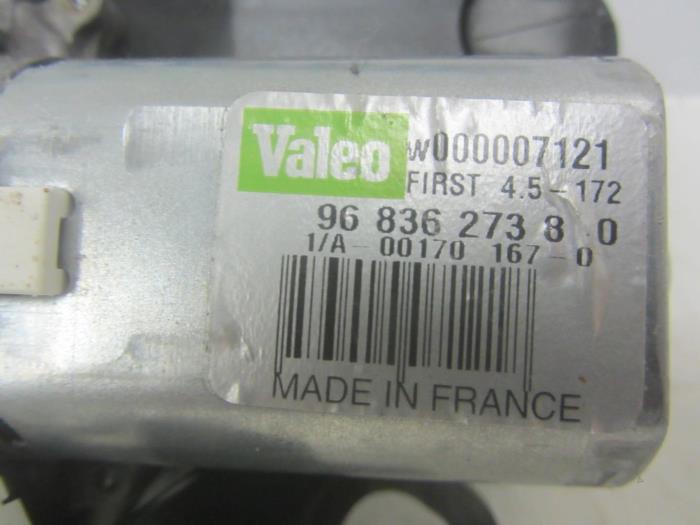 Valeo W000007121
FIRST 4.5-172
96 836 273 8 0
1/A-00170 167-0
MADE IN FRANCE